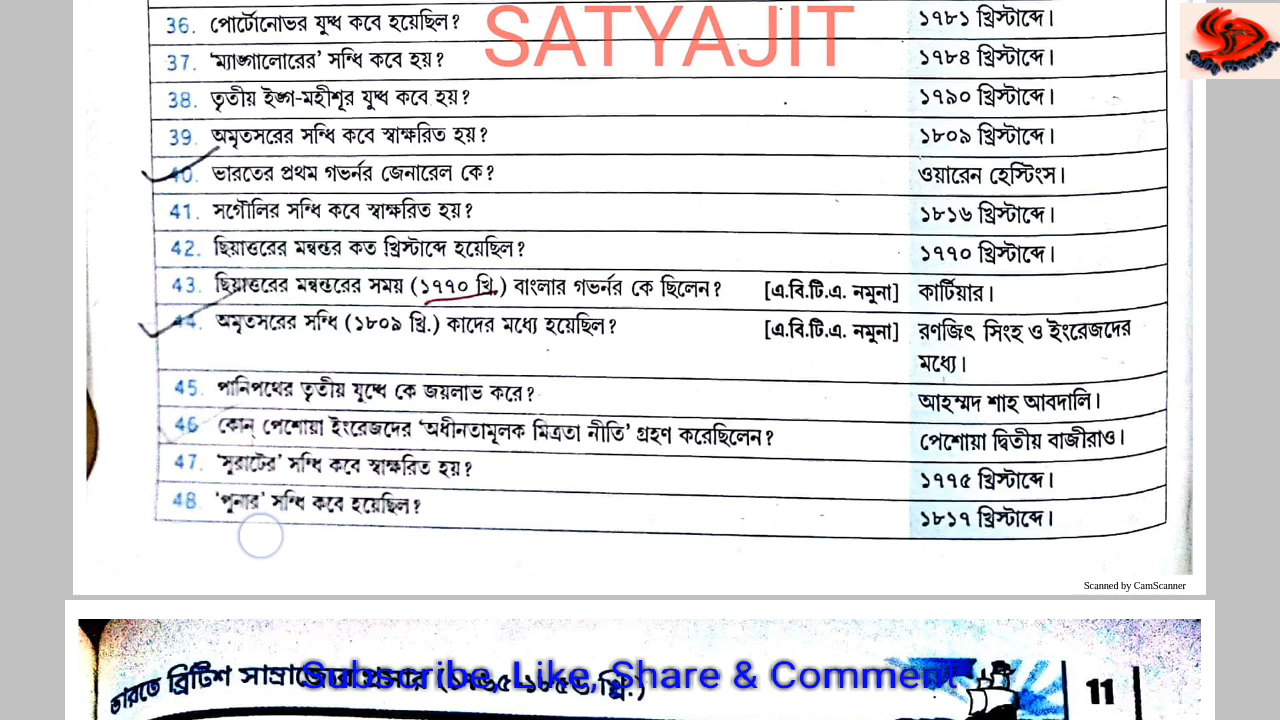 36. পোর্টোনোভর যুদ্ধ কবে হয়েছিল? ১৭৮১ খ্রিস্টাব্দে।
SATYAJIT
37. ‘ম্যাঙ্গালোরের’ সন্ধি কবে হয়? ১৭৮৪ খ্রিস্টাব্দে।
38. তৃতীয় ইঙ্গ-মহীশূর যুদ্ধ কবে হয়? ১৭৯০ খ্রিস্টাব্দে।
39. অমৃতসরের সন্ধি কবে স্বাক্ষরিত হয়? ১৮০৯ খ্রিস্টাব্দে।
40. ভারতের প্রথম গভর্নর জেনারেল কে? ওয়ারেন হেস্টিংস।
41. সগৌলির সন্ধি কবে স্বাক্ষরিত হয়? ১৮১৬ খ্রিস্টাব্দে।
42. ছিয়াত্তরের মন্বন্তর কত খ্রিস্টাব্দে হয়েছিল? ১৭৭০ খ্রিস্টাব্দে।
43. ছিয়াত্তরের মন্বন্তরের সময় (১৭৭০ খ্রি.) বাংলার গভর্নর কে ছিলেন? [এ.বি.টি.এ. নমুনা] কার্টিয়ার।
44. অমৃতসরের সন্ধি (১৮০৯ খ্রি.) কাদের মধ্যে হয়েছিল? [এ.বি.টি.এ. নমুনা] রণজিৎ সিংহ ও ইংরেজদের
মধ্যে।
45. পানিপথের তৃতীয় যুদ্ধে কে জয়লাভ করে? আহম্মদ শাহ আবদালি।
46. কোন্ পেশোয়া ইংরেজদের ‘অধীনতামূলক মিত্রতা নীতি’ গ্রহণ করেছিলেন? পেশোয়া দ্বিতীয় বাজীরাও।
47. ‘সুরাটের’ সন্ধি কবে স্বাক্ষরিত হয়? ১৭৭৫ খ্রিস্টাব্দে।
48. ‘পুনার’ সন্ধি কবে হয়েছিল? ১৮১৭ খ্রিস্টাব্দে।
Scanned by CamScanner
ভারতে ব্রিটিশ খ্রি.) 11
Subscribe, Like, Share & Comment